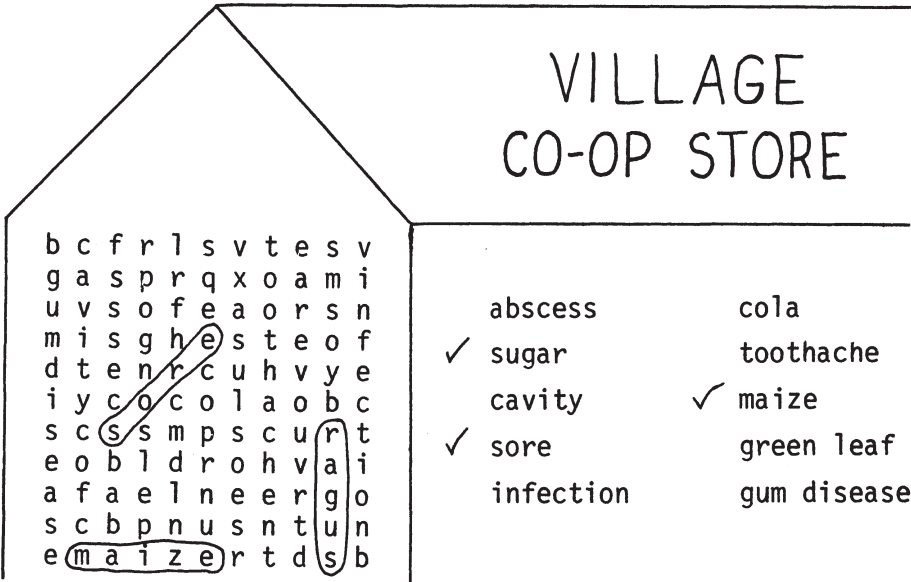 VILLAGE
CO-OP STORE
b c f r l s v t e s v
g a s p r q x o a m i
u v s o f e a o r s n
m i s g h e s t e o f
d t e n r c u h v y e
i y c o c o l a o b c
s c s s m p s c u r t
e o b l d r o h v a i
a f a e l n e e r g o
s c b p n u s n t u n
e m a i z e r t d s b
abscess cola
✓ sugar toothache
cavity ✓ maize
✓ sore green leaf
infection gum disease